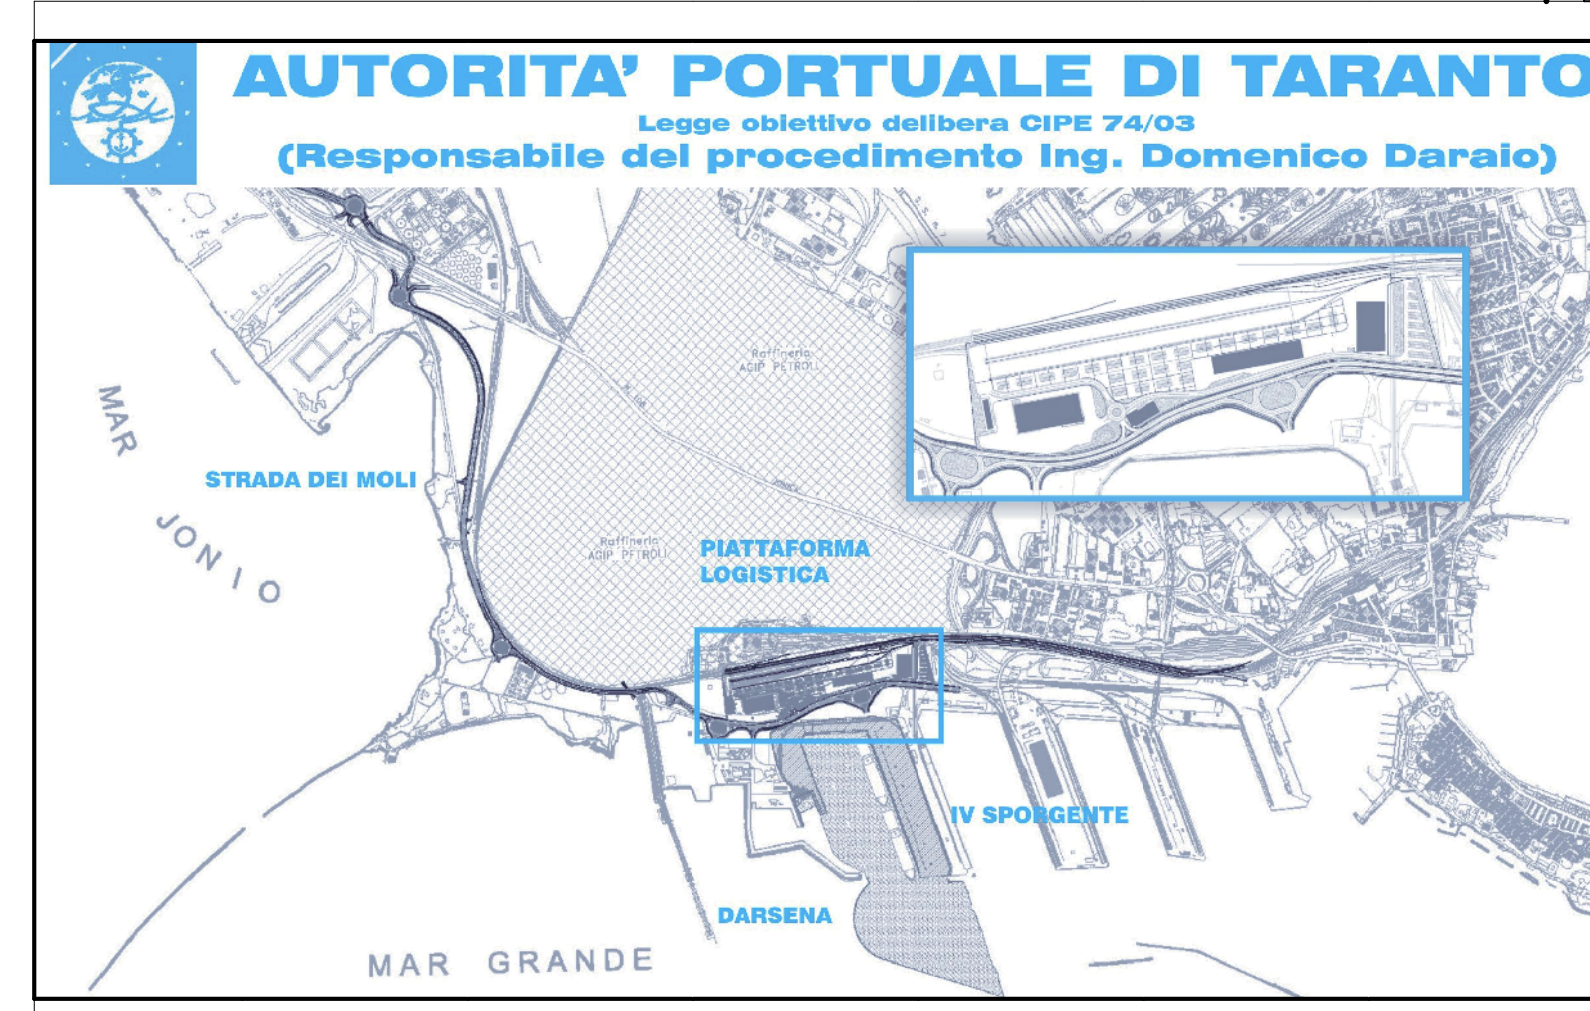 AUTORITA' PORTUALE DI TARANTO
Legge obiettivo delibera CIPE 74/03
(Responsabile del procedimento Ing. Domenico Daraio)
Raffineria
AGIP PETROLI
MAR
JONIO
STRADA DEI MOLI
Raffineria
AGIP PETROLI
PIATTAFORMA
LOGISTICA
IV SPORGENTE
DARSENA
MAR GRANDE